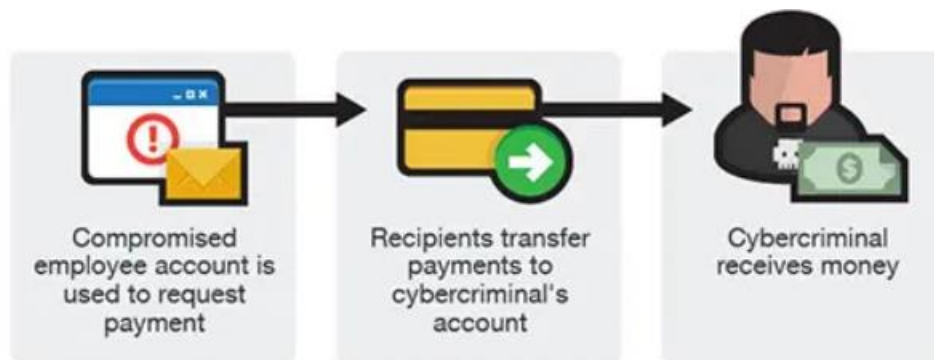 Compromised
employee account is
used to request
payment
Recipients transfer
payments to
cybercriminal's
account
Cybercriminal
receives money